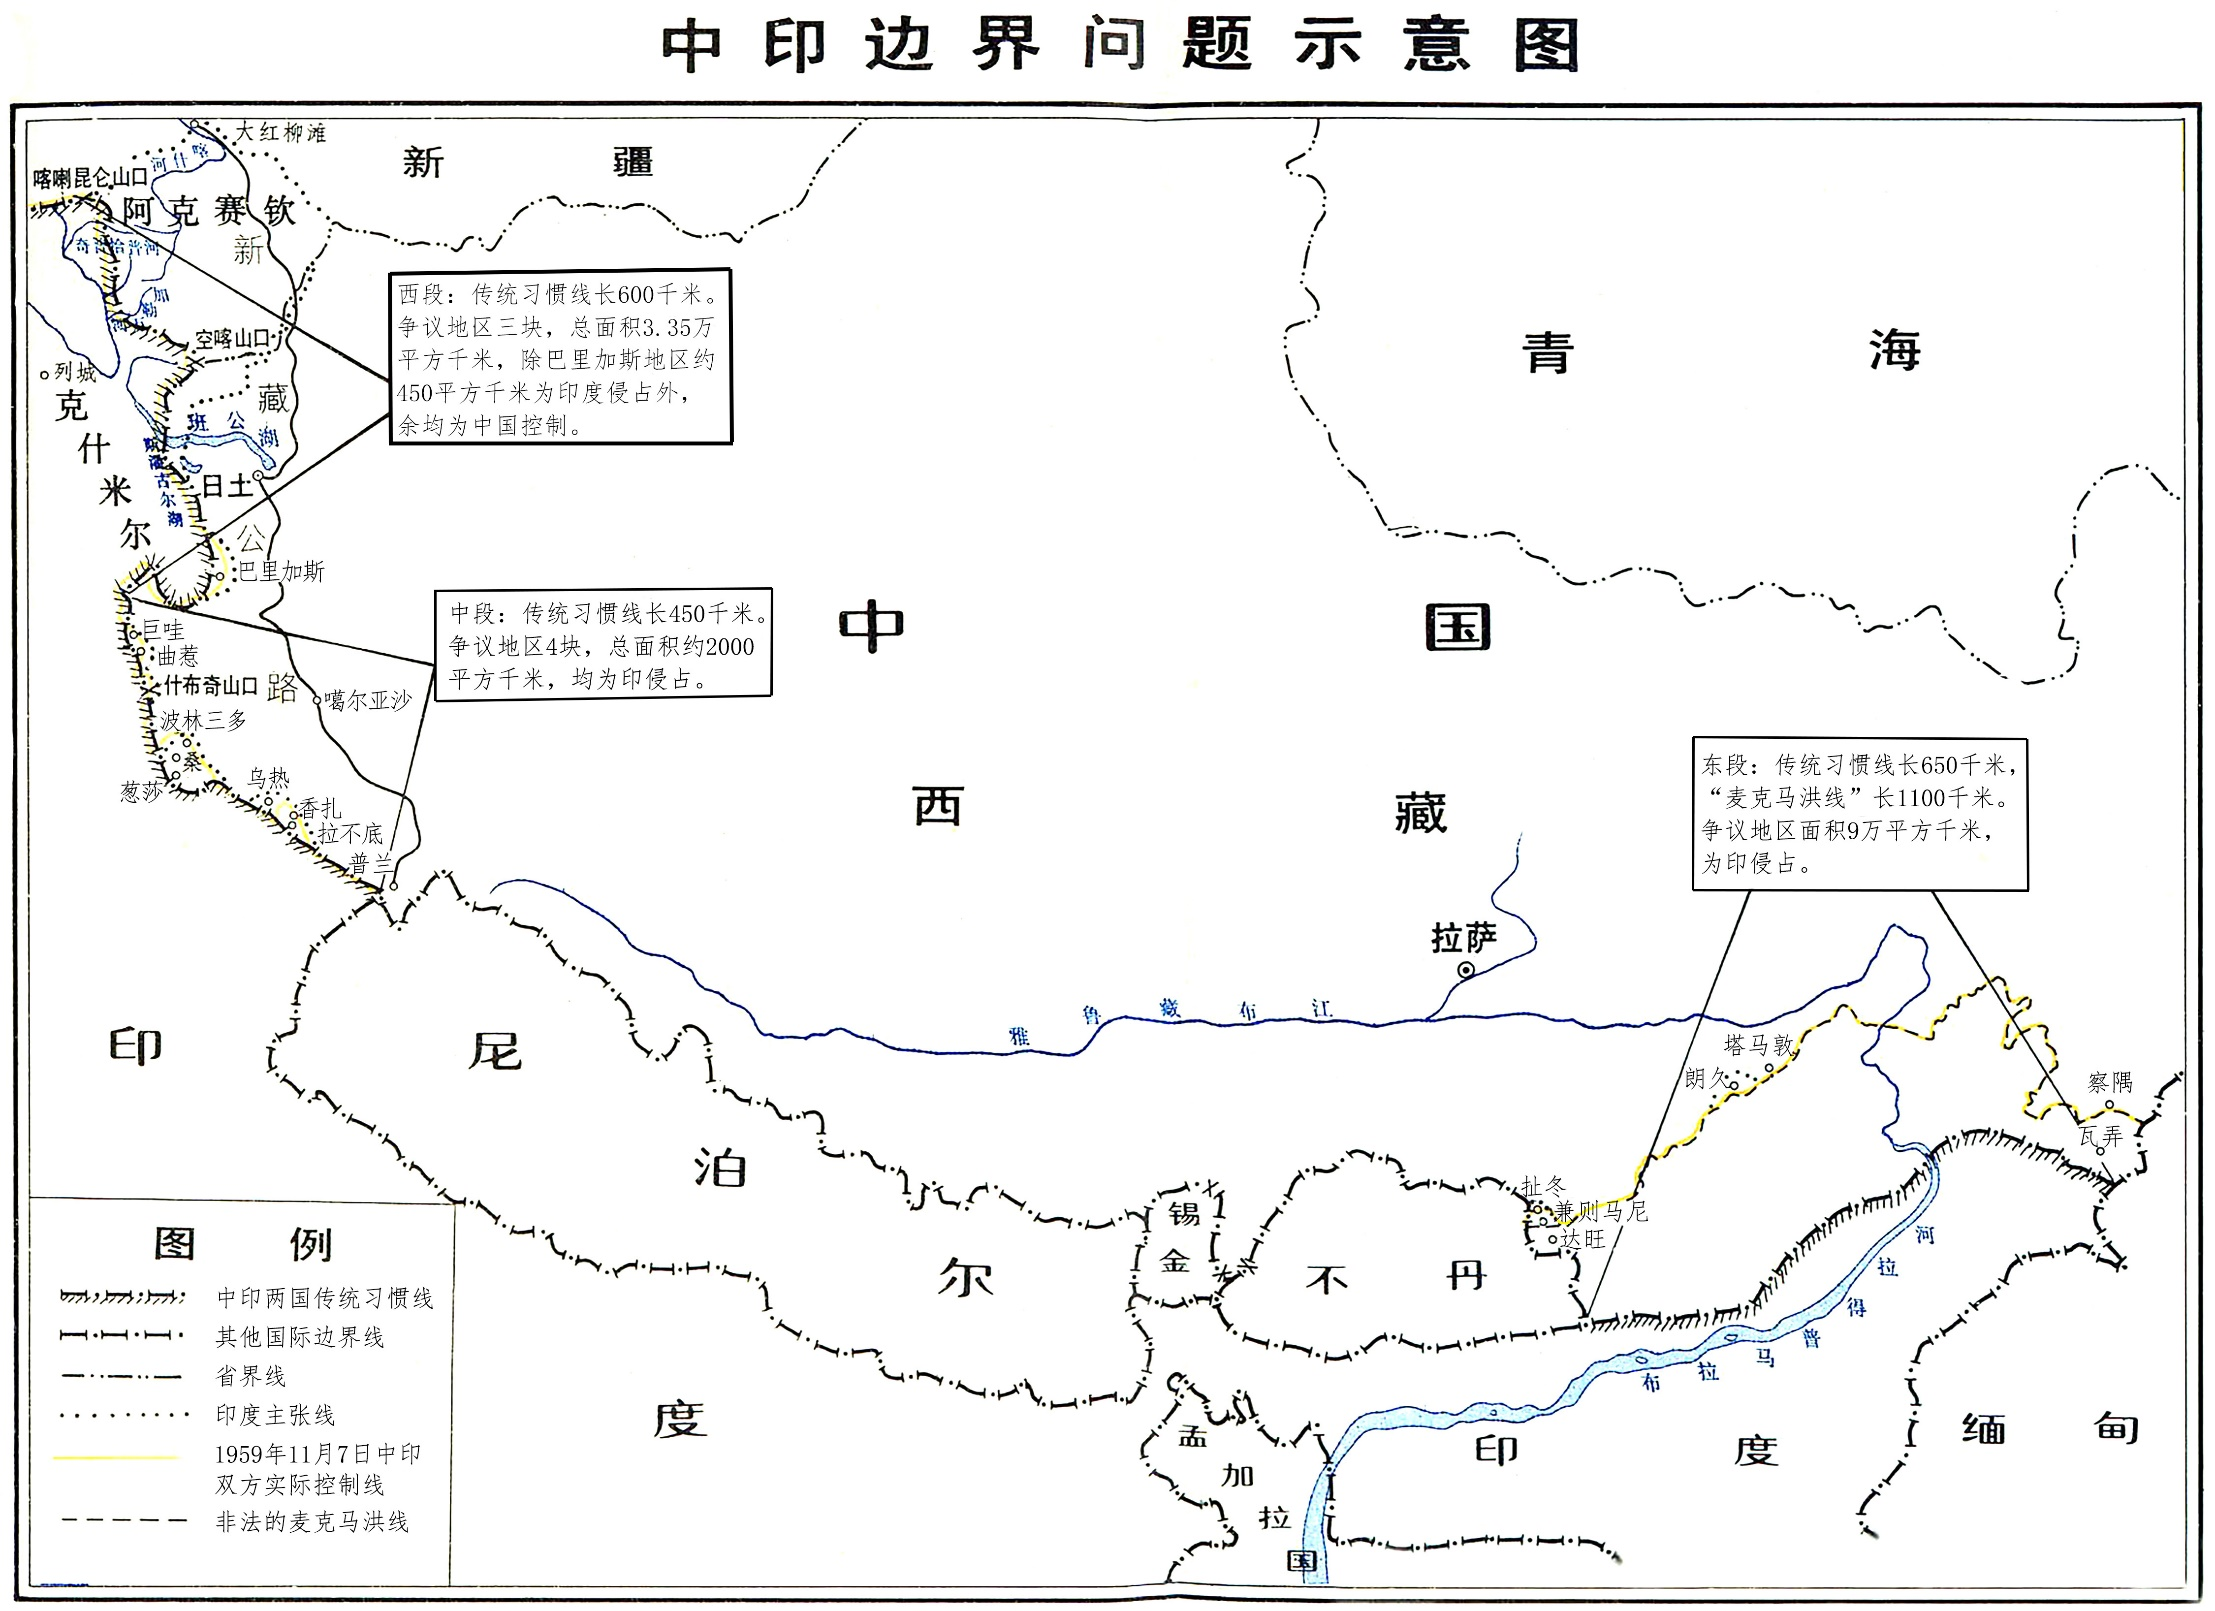 中印边界问题示意图
大红柳滩
新疆
喀什河
喀喇昆仑山口
阿克赛钦
新藏公路
空喀山口
列城
克什米尔
班公湖
斯潘古尔湖
日土
巴里加斯
西段：传统习惯线长600千米。
争议地区三块，总面积3.35万
平方千米，除巴里加斯地区约
450平方千米为印度侵占外，
余均为中国控制。
青海
中国
中段：传统习惯线长450千米。
争议地区4块，总面积约2000
平方千米，均为印侵占。
巨哇
曲惹
什布奇山口
噶尔亚沙
波林三多
桑
葱莎
乌热
香扎
拉不底
普兰
西藏
东段：传统习惯线长650千米，
“麦克马洪线”长1100千米。
争议地区面积9万平方千米，
为印侵占。
拉萨
雅鲁藏布江
塔马敦
朗久
察隅
瓦弄
扯冬
兼则马尼
达旺
印度
尼泊尔
锡金
不丹
布拉马普得拉河
孟加拉国
印度
缅甸
图例
中印两国传统习惯线
其他国际边界线
省界线
印度主张线
1959年11月7日中印
双方实际控制线
非法的麦克马洪线